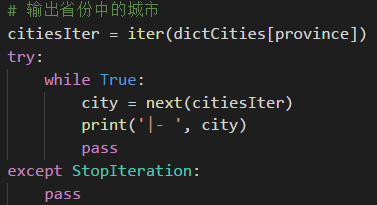 # 输出省份中的城市
citiesIter = iter(dictCities[province])
try:
    while True:
        city = next(citiesIter)
        print('|- ', city)
        pass
except StopIteration:
    pass